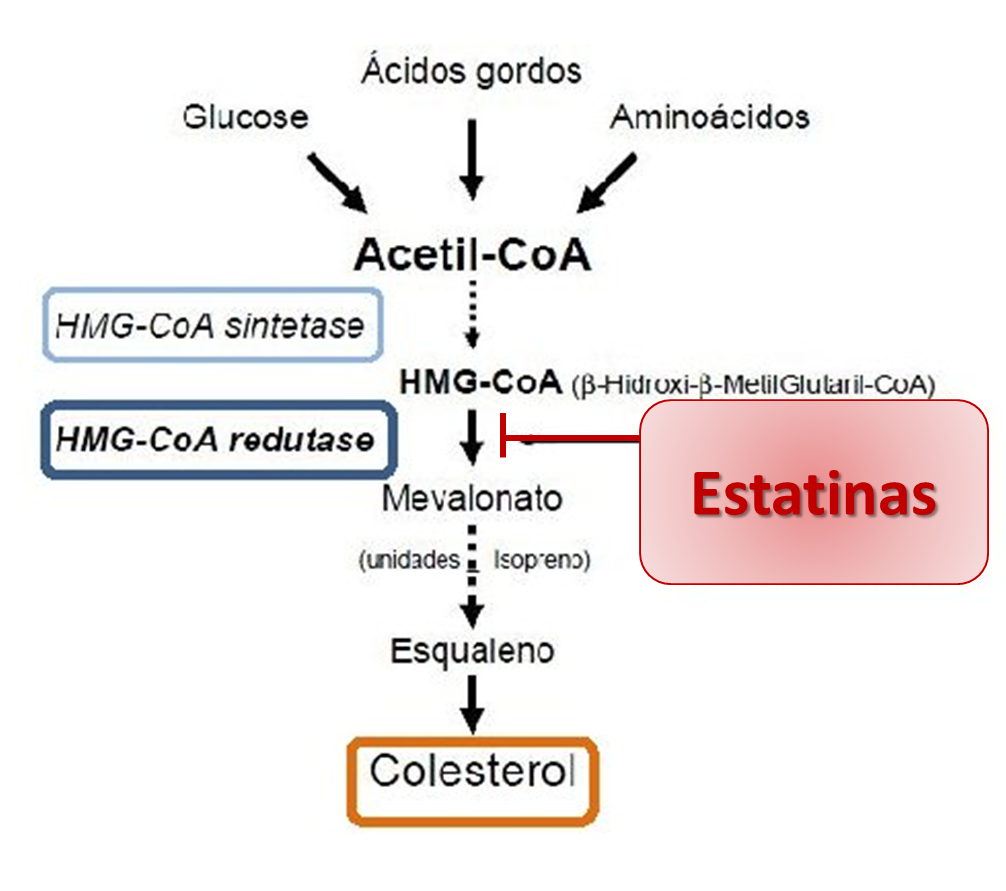 Ácidos gordos
Glucose
Aminoácidos
Acetil-CoA
HMG-CoA sintetase
HMG-CoA (β-Hidroxi-β-MetilGlutaril-CoA)
HMG-CoA redutase
Estatinas
Mevalonato
(unidades _ Isopreno)
Esqualeno
Colesterol